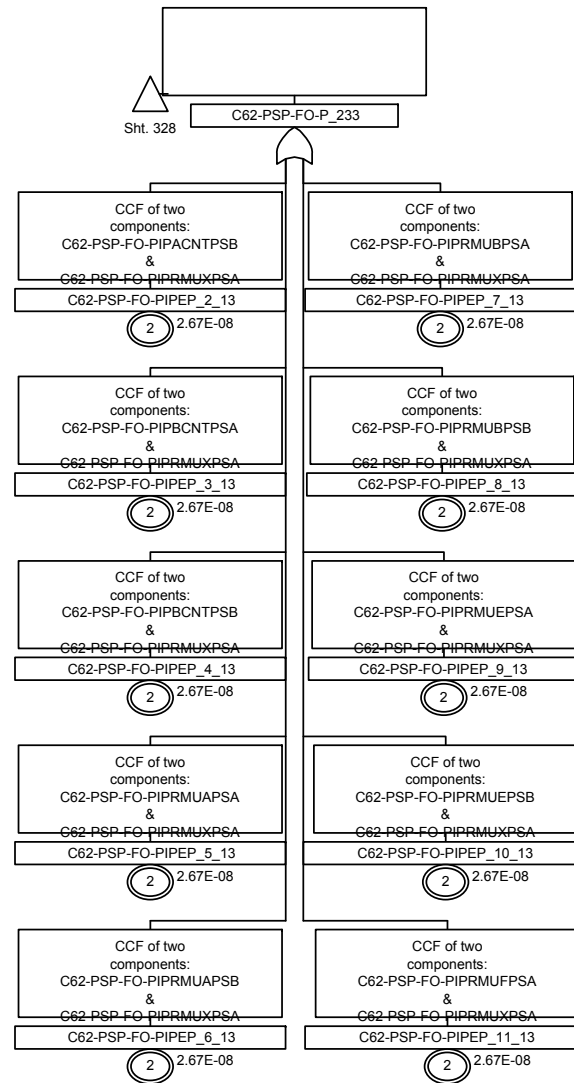 C62-PSP-FO-P_233
Sht. 328
CCF of two
components:
C62-PSP-FO-PIPACNTPSB
&
C62-PSP-FO-PIPRMUXPSA
C62-PSP-FO-PIPEP_2_13
2
2.67E-08
CCF of two
components:
C62-PSP-FO-PIPRMUBPSA
&
C62-PSP-FO-PIPRMUXPSA
C62-PSP-FO-PIPEP_7_13
2
2.67E-08
CCF of two
components:
C62-PSP-FO-PIPBCNTPSA
&
C62-PSP-FO-PIPRMUXPSA
C62-PSP-FO-PIPEP_3_13
2
2.67E-08
CCF of two
components:
C62-PSP-FO-PIPRMUBPSB
&
C62-PSP-FO-PIPRMUXPSA
C62-PSP-FO-PIPEP_8_13
2
2.67E-08
CCF of two
components:
C62-PSP-FO-PIPBCNTPSB
&
C62-PSP-FO-PIPRMUXPSA
C62-PSP-FO-PIPEP_4_13
2
2.67E-08
CCF of two
components:
C62-PSP-FO-PIPRMUEPSA
&
C62-PSP-FO-PIPRMUXPSA
C62-PSP-FO-PIPEP_9_13
2
2.67E-08
CCF of two
components:
C62-PSP-FO-PIPRMUAPSA
&
C62-PSP-FO-PIPRMUXPSA
C62-PSP-FO-PIPEP_5_13
2
2.67E-08
CCF of two
components:
C62-PSP-FO-PIPRMUEPSB
&
C62-PSP-FO-PIPRMUXPSA
C62-PSP-FO-PIPEP_10_13
2
2.67E-08
CCF of two
components:
C62-PSP-FO-PIPRMUAPSB
&
C62-PSP-FO-PIPRMUXPSA
C62-PSP-FO-PIPEP_6_13
2
2.67E-08
CCF of two
components:
C62-PSP-FO-PIPRMUFPSA
&
C62-PSP-FO-PIPRMUXPSA
C62-PSP-FO-PIPEP_11_13
2
2.67E-08